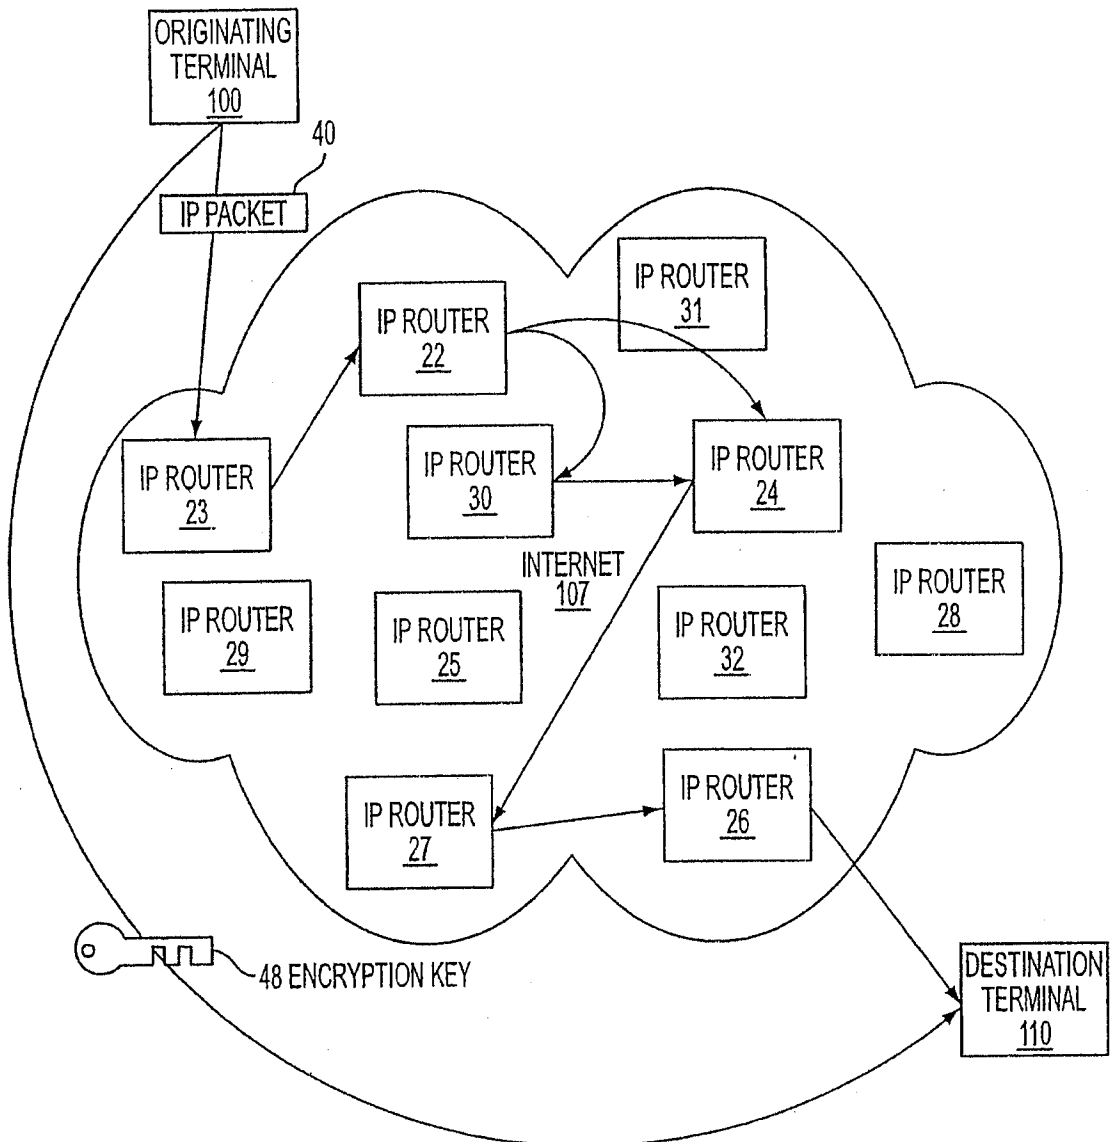 ORIGINATING
TERMINAL
100
40
IP PACKET
IP ROUTER
31
IP ROUTER
22
IP ROUTER
23
IP ROUTER
30
IP ROUTER
24
INTERNET
107
IP ROUTER
29
IP ROUTER
25
IP ROUTER
32
IP ROUTER
28
IP ROUTER
27
IP ROUTER
26
48 ENCRYPTION KEY
DESTINATION
TERMINAL
110